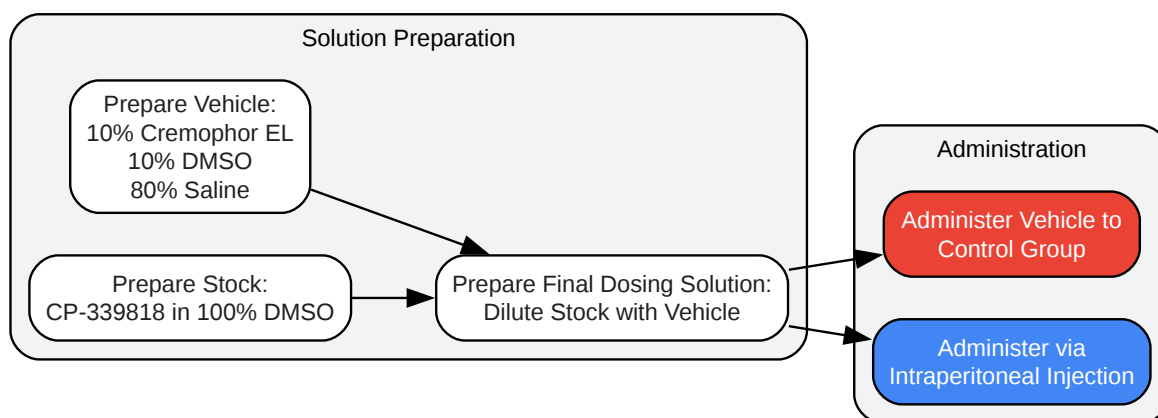 Solution Preparation
Prepare Vehicle:
10% Cremophor EL
10% DMSO
80% Saline
Prepare Stock:
CP-339818 in 100% DMSO
Prepare Final Dosing Solution:
Dilute Stock with Vehicle
Administration
Administer Vehicle to
Control Group
Administer via
Intraperitoneal Injection